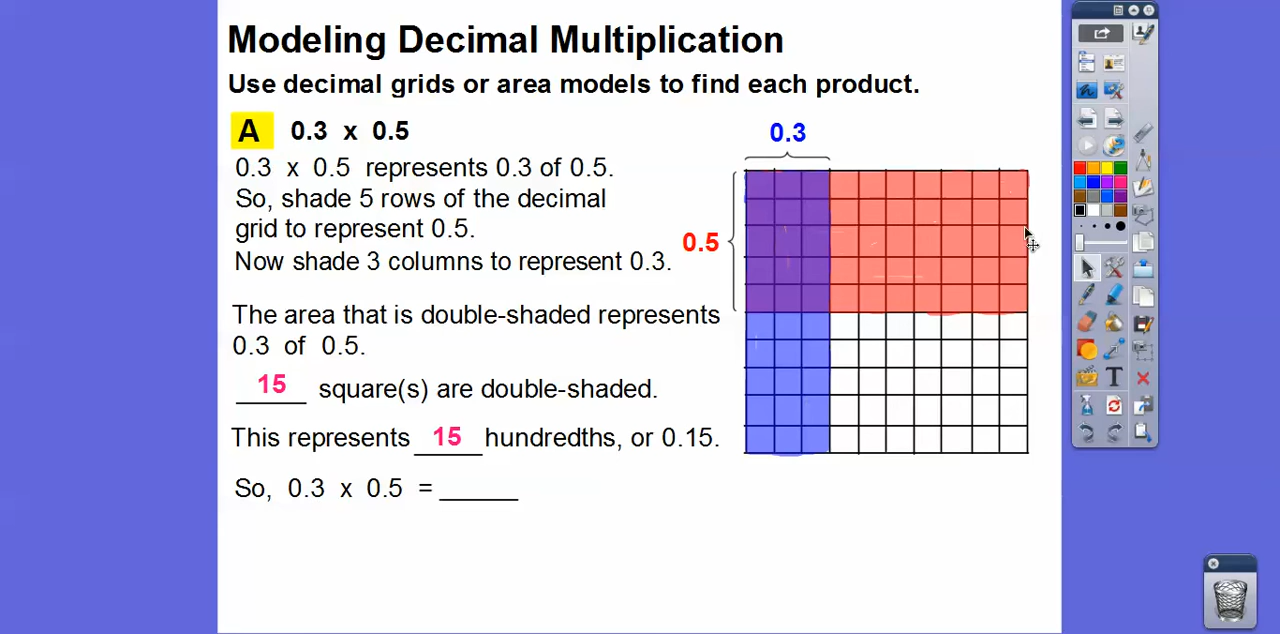 Modeling Decimal Multiplication
Use decimal grids or area models to find each product.
A 0.3 x 0.5
0.3 x 0.5 represents 0.3 of 0.5.
So, shade 5 rows of the decimal
grid to represent 0.5.
Now shade 3 columns to represent 0.3.
The area that is double-shaded represents
0.3 of 0.5.
15 square(s) are double-shaded.
This represents 15 hundredths, or 0.15.
So, 0.3 x 0.5 = ______
0.3
0.5
T